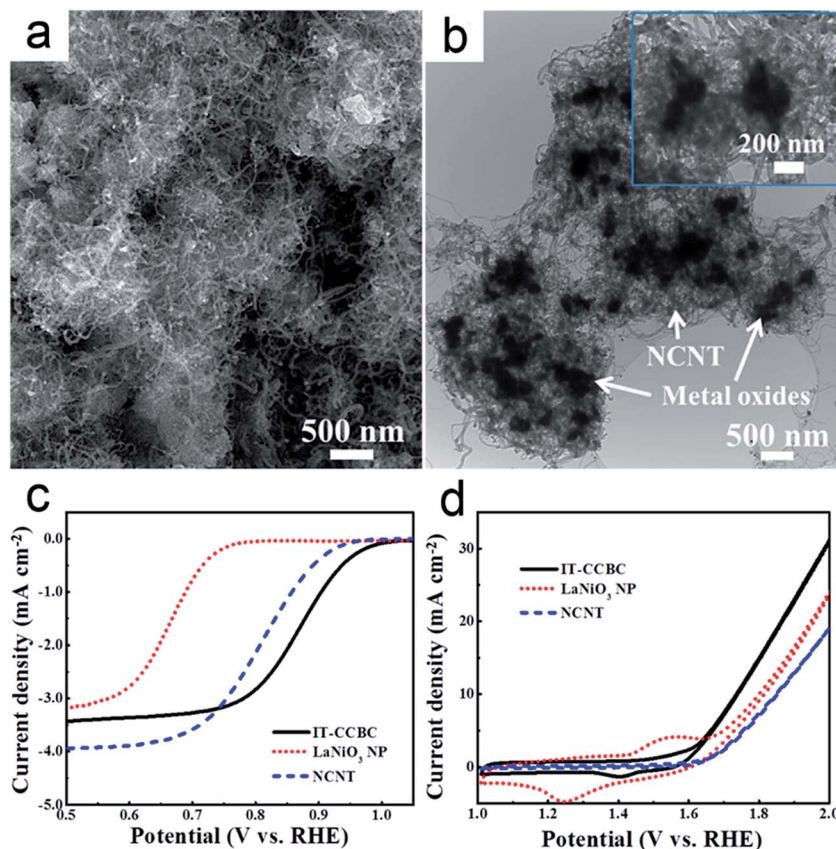 a
500 nm
b
200 nm
NCNT
Metal oxides
500 nm
c
0.0
-1.0
-2.0
-3.0
-4.0
-5.0
Current density (mA cm⁻²)
IT-CCBC
LaNiO₃ NP
NCNT
0.5 0.6 0.7 0.8 0.9 1.0
Potential (V vs. RHE)
d
30
20
10
0
Current density (mA cm⁻²)
IT-CCBC
LaNiO₃ NP
NCNT
1.0 1.2 1.4 1.6 1.8 2.0
Potential (V vs. RHE)